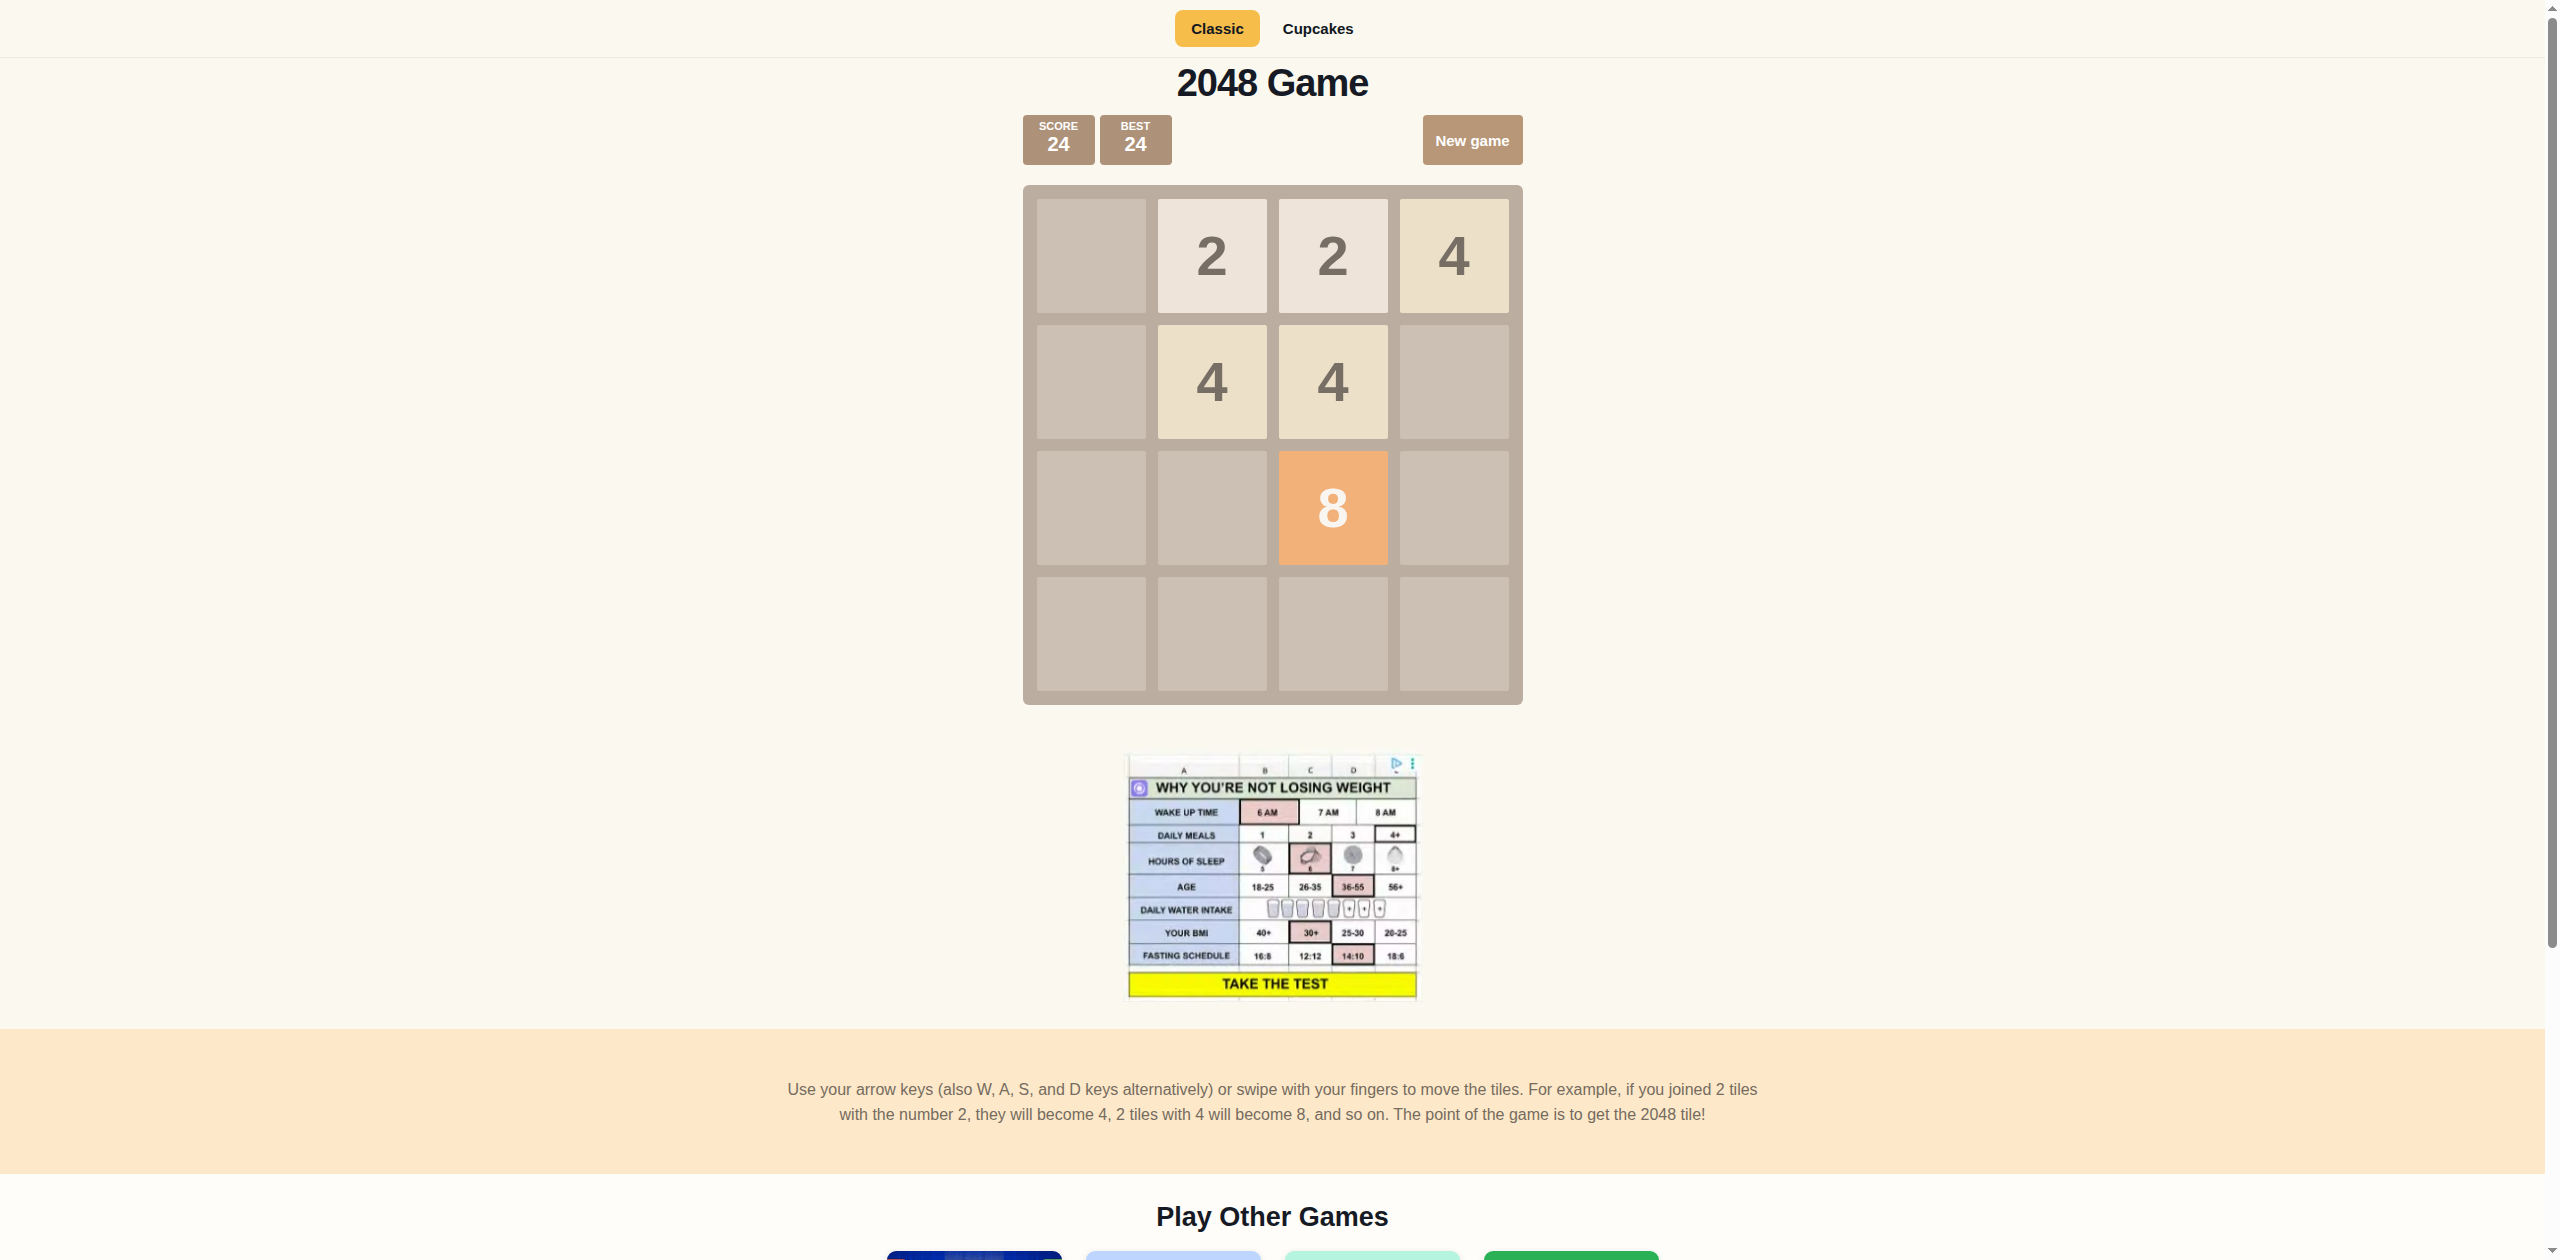 Classic Cupcakes
2048 Game
SCORE BEST
24 24
New game
2 2 4
4 4
8
A B C D
WHY YOU'RE NOT LOSING WEIGHT
WAKE UP TIME 6 AM 7 AM 8 AM
DAILY MEALS 1 2 3 4+
HOURS OF SLEEP 5 6 7 8+
AGE 18-25 26-35 36-55 56+
DAILY WATER INTAKE + + +
YOUR BMI 40+ 30+ 25-30 20-25
FASTING SCHEDULE 16:8 12:12 14:10 18:6
TAKE THE TEST
Use your arrow keys (also W, A, S, and D keys alternatively) or swipe with your fingers to move the tiles. For example, if you joined 2 tiles
with the number 2, they will become 4, 2 tiles with 4 will become 8, and so on. The point of the game is to get the 2048 tile!
Play Other Games